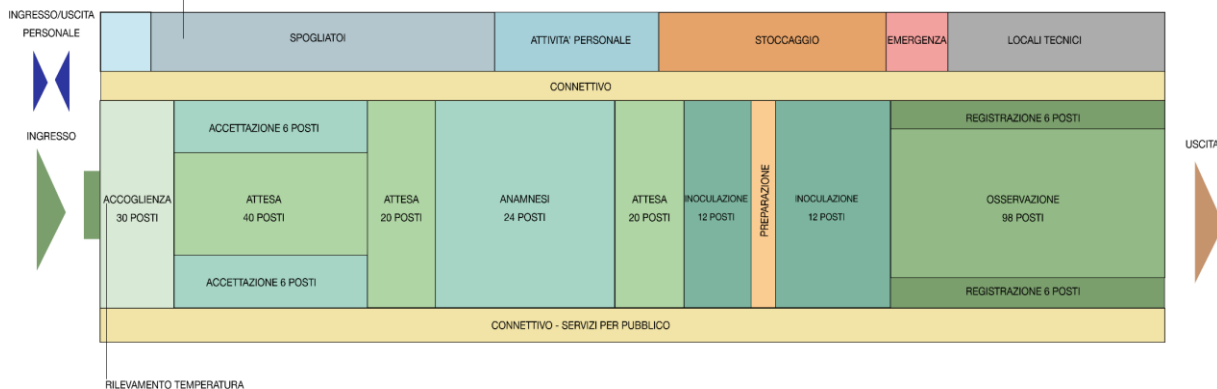 INGRESSO/USCITA
PERSONALE
SPOGLIATOI
ATTIVITA' PERSONALE
STOCCAGGIO
EMERGENZA
LOCALI TECNICI
CONNETTIVO
INGRESSO
ACCOGLIENZA
30 POSTI
ACCETTAZIONE 6 POSTI
ATTESA
40 POSTI
ACCETTAZIONE 6 POSTI
ATTESA
20 POSTI
ANAMNESI
24 POSTI
ATTESA
20 POSTI
INOCULAZIONE
12 POSTI
PREPARAZIONE
INOCULAZIONE
12 POSTI
REGISTRAZIONE 6 POSTI
OSSERVAZIONE
98 POSTI
REGISTRAZIONE 6 POSTI
USCITA
CONNETTIVO - SERVIZI PER PUBBLICO
RILEVAMENTO TEMPERATURA